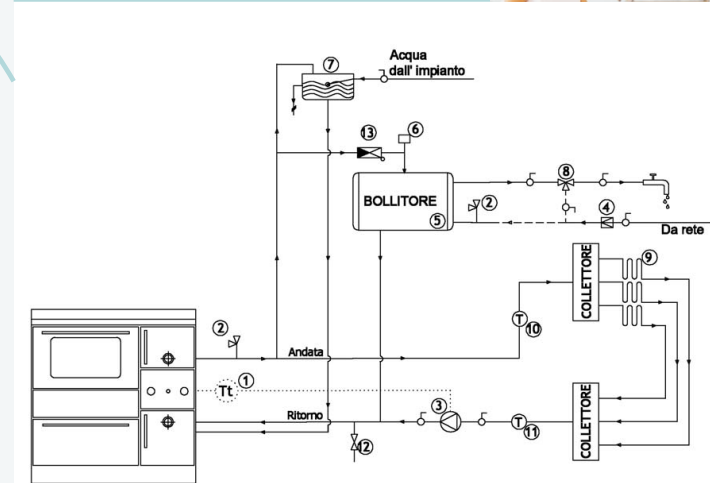 Acqua
dall' impianto
7
13
6
8
BOLLITORE
5
2
4
Da rete
COLLETTORE
9
T
10
2
Andata
Tt
1
3
Ritorno
12
T
11
COLLETTORE